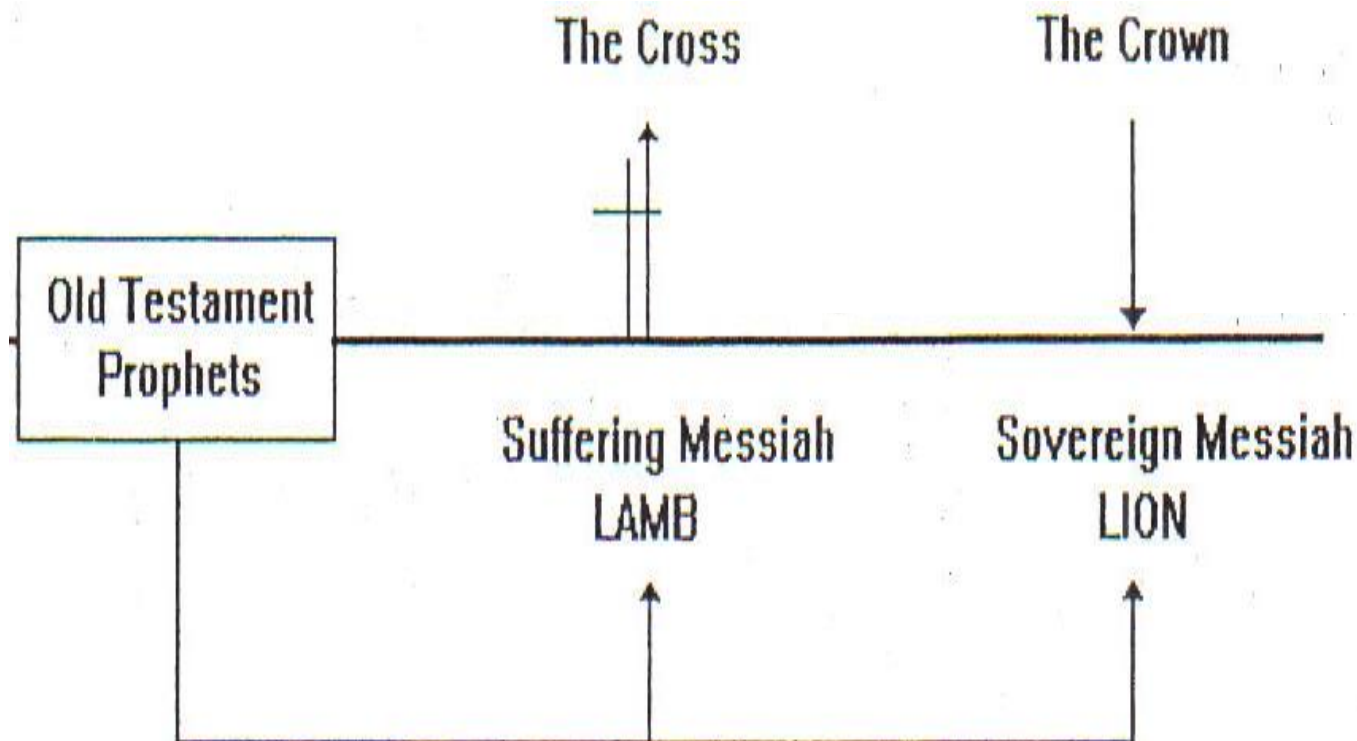 The Cross
The Crown
Old Testament
Prophets
Suffering Messiah
LAMB
Sovereign Messiah
LION